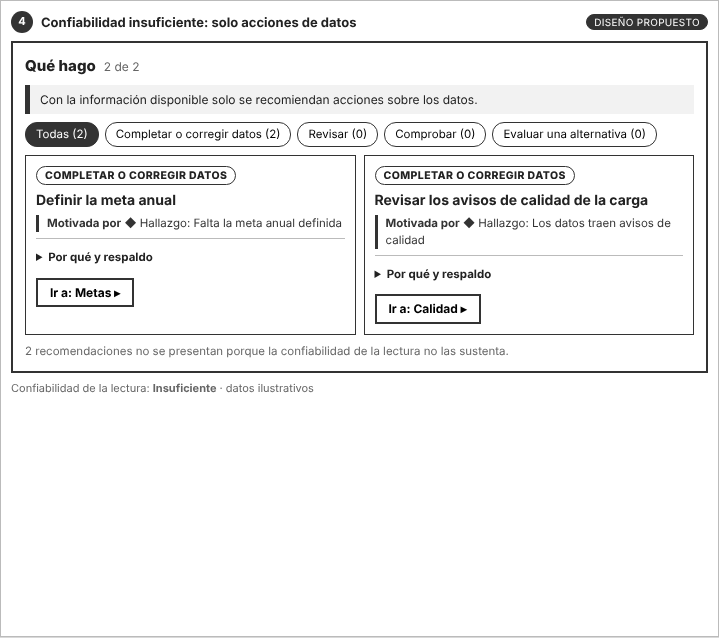 4 Confiabilidad insuficiente: solo acciones de datos DISEÑO PROPUESTO
Qué hago 2 de 2
Con la información disponible solo se recomiendan acciones sobre los datos.
Todas (2) Completar o corregir datos (2) Revisar (0) Comprobar (0) Evaluar una alternativa (0)
COMPLETAR O CORREGIR DATOS
Definir la meta anual
Motivada por ◆ Hallazgo: Falta la meta anual definida
▶ Por qué y respaldo
Ir a: Metas ▸
COMPLETAR O CORREGIR DATOS
Revisar los avisos de calidad de la carga
Motivada por ◆ Hallazgo: Los datos traen avisos de
calidad
▶ Por qué y respaldo
Ir a: Calidad ▸
2 recomendaciones no se presentan porque la confiabilidad de la lectura no las sustenta.
Confiabilidad de la lectura: Insuficiente · datos ilustrativos